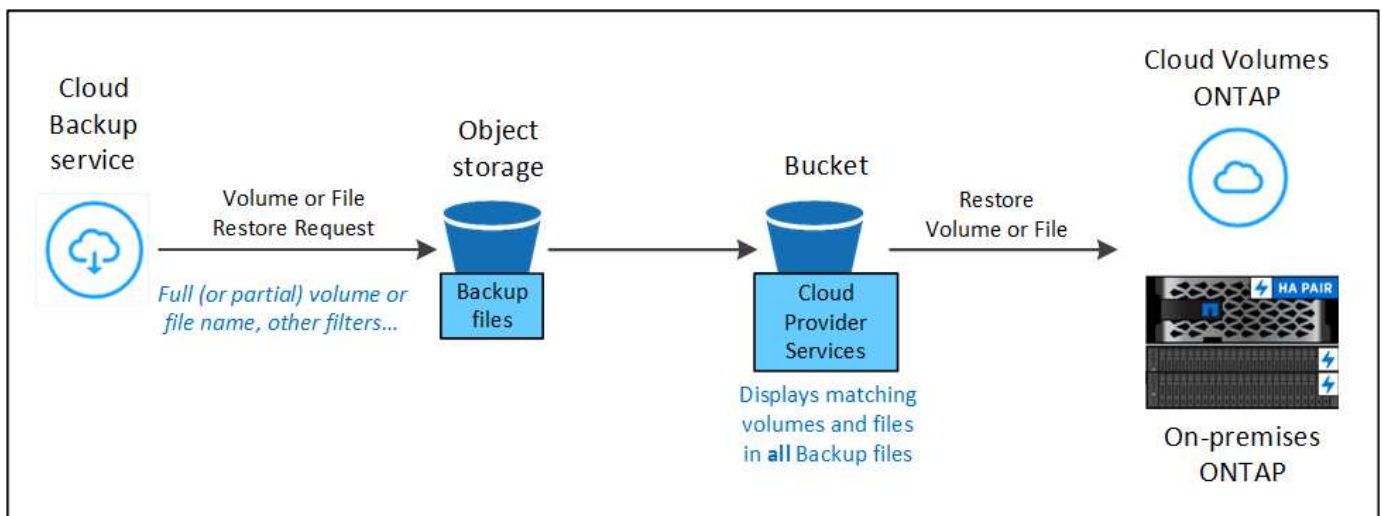 Cloud
Backup
service
Volume or File
Restore Request
Full (or partial) volume or
file name, other filters...
Object
storage
Backup
files
Bucket
Cloud
Provider
Services
Displays matching
volumes and files
in all Backup files
Restore
Volume or File
Cloud Volumes
ONTAP
HA PAIR
On-premises
ONTAP